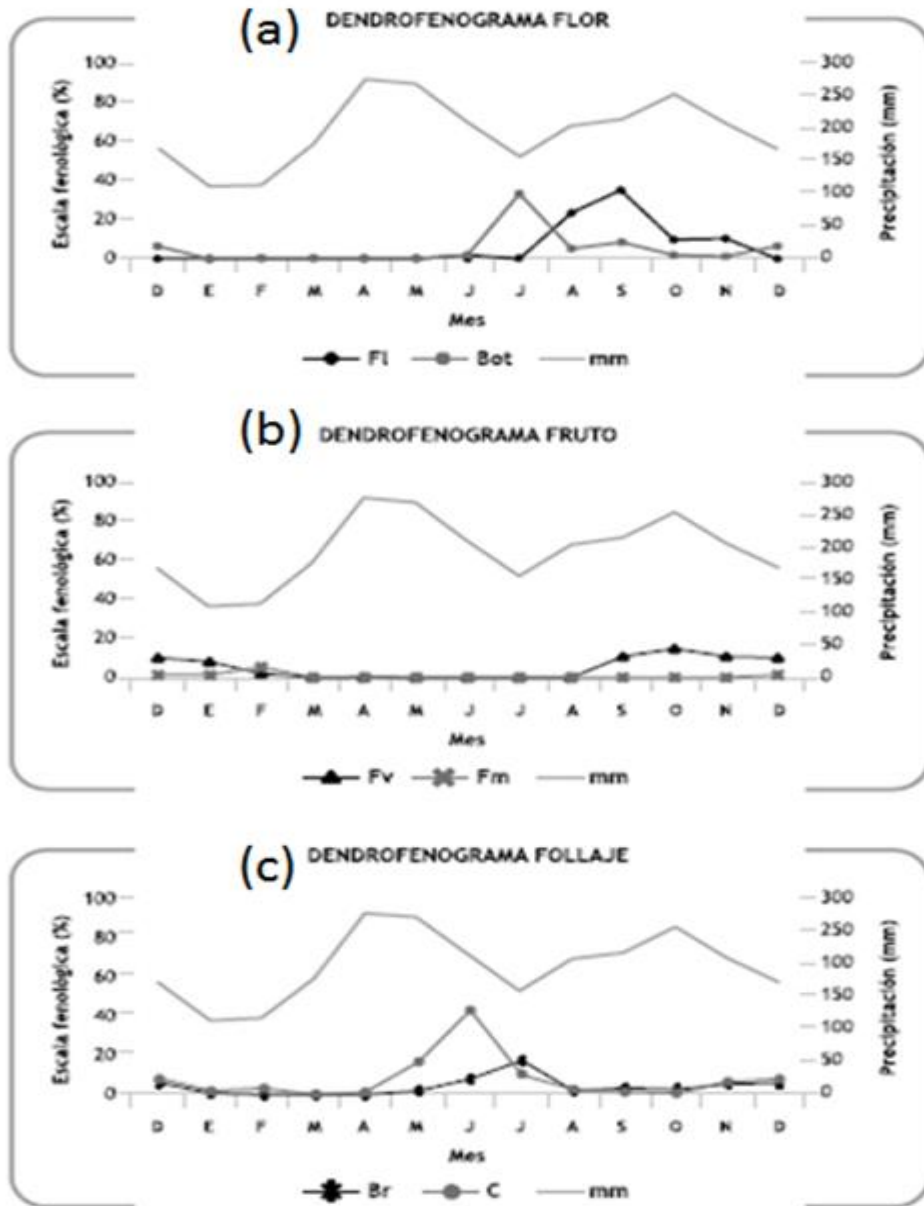 (a) DENDROFENOGRAMA FLOR
Escala fenológica (%)
100
80
60
40
20
0
Precipitación (mm)
300
250
200
150
100
50
0
D E F M A M J J A S O N D
Mes
Fl Bot mm
(b) DENDROFENOGRAMA FRUTO
Escala fenológica (%)
100
80
60
40
20
0
Precipitación (mm)
300
250
200
150
100
50
0
D E F M A M J J A S O N D
Mes
Fv Fm mm
(c) DENDROFENOGRAMA FOLLAJE
Escala fenológica (%)
100
80
60
40
20
0
Precipitación (mm)
300
250
200
150
100
50
0
D E F M A M J J A S O N D
Mes
Br C mm